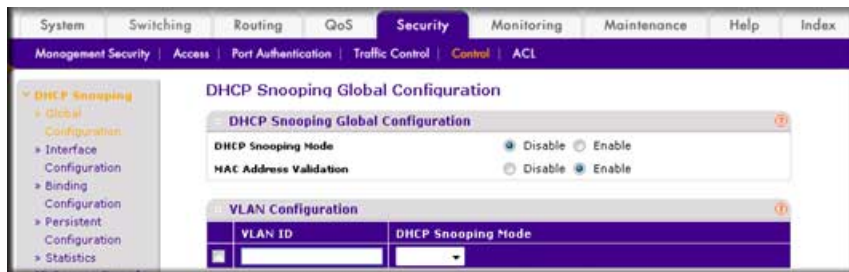 System Switching Routing QoS Security Monitoring Maintenance Help Index
Management Security | Access | Port Authentication | Traffic Control | Control | ACL
DHCP Snooping
» Global
Configuration
» Interface
Configuration
» Binding
Configuration
» Persistent
Configuration
» Statistics
DHCP Snooping Global Configuration
DHCP Snooping Global Configuration
DHCP Snooping Mode Disable Enable
MAC Address Validation Disable Enable
VLAN Configuration
VLAN ID DHCP Snooping Mode